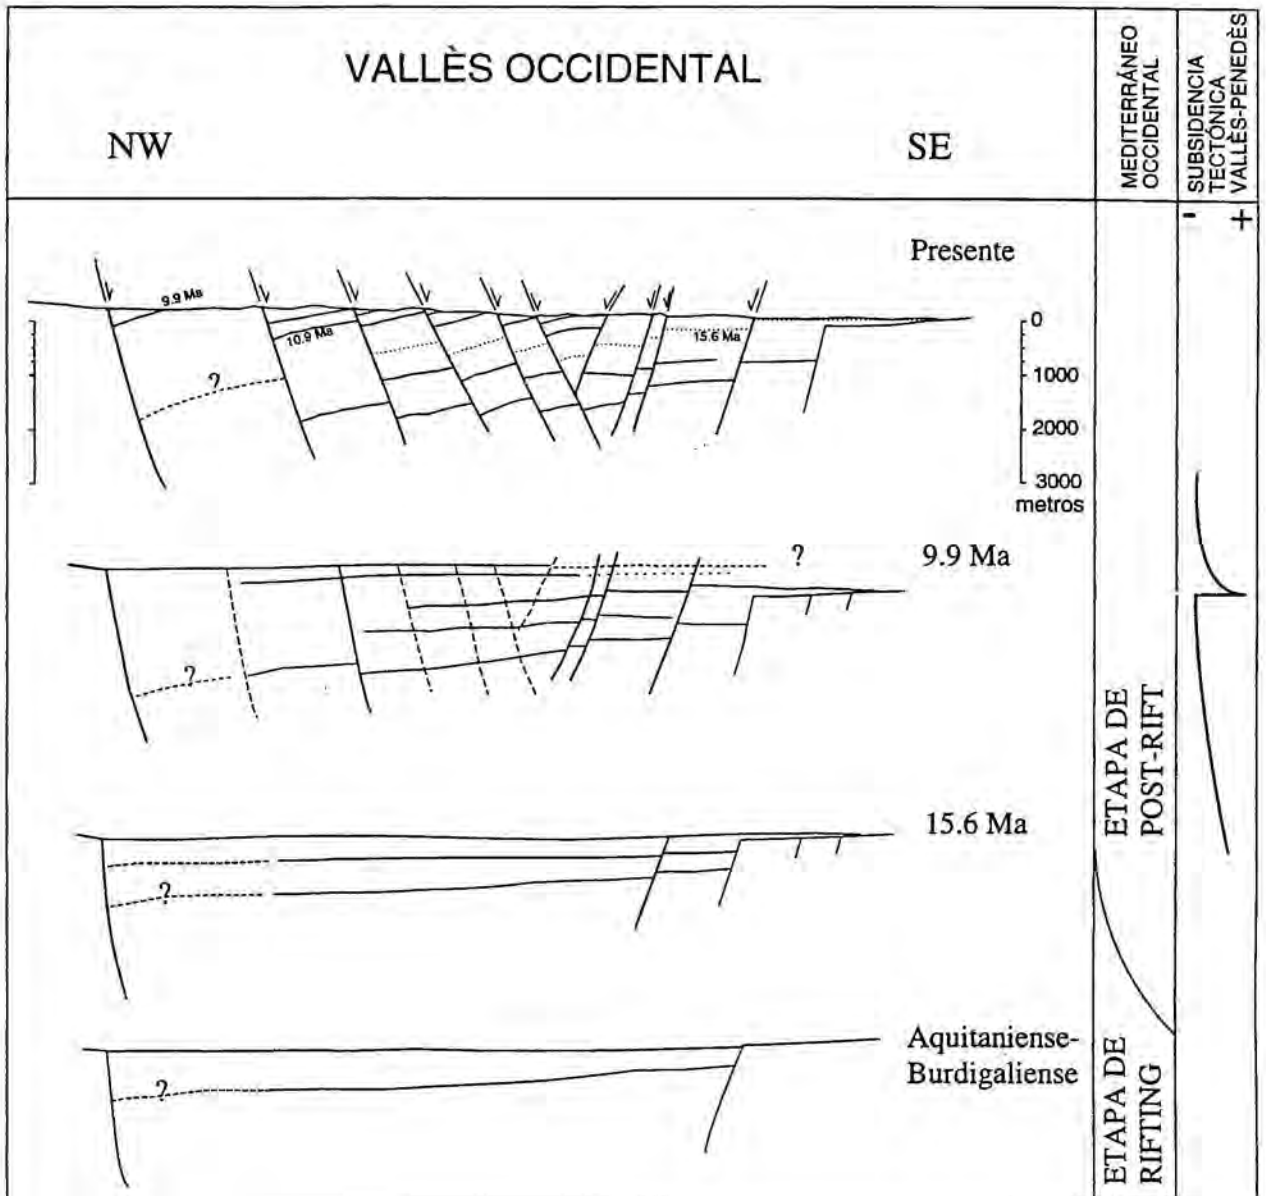 VALLÈS OCCIDENTAL
NW
SE
MEDITERRÁNEO
OCCIDENTAL
SUBSIDENCIA
TECTÓNICA
VALLÈS-PENEDÈS
-
+
Presente
9.9 Ma
10.9 Ma
15.6 Ma
?
0
1000
2000
3000
metros
?
9.9 Ma
?
15.6 Ma
?
Aquitaniense-
Burdigaliense
?
ETAPA DE
POST-RIFT
ETAPA DE
RIFTING